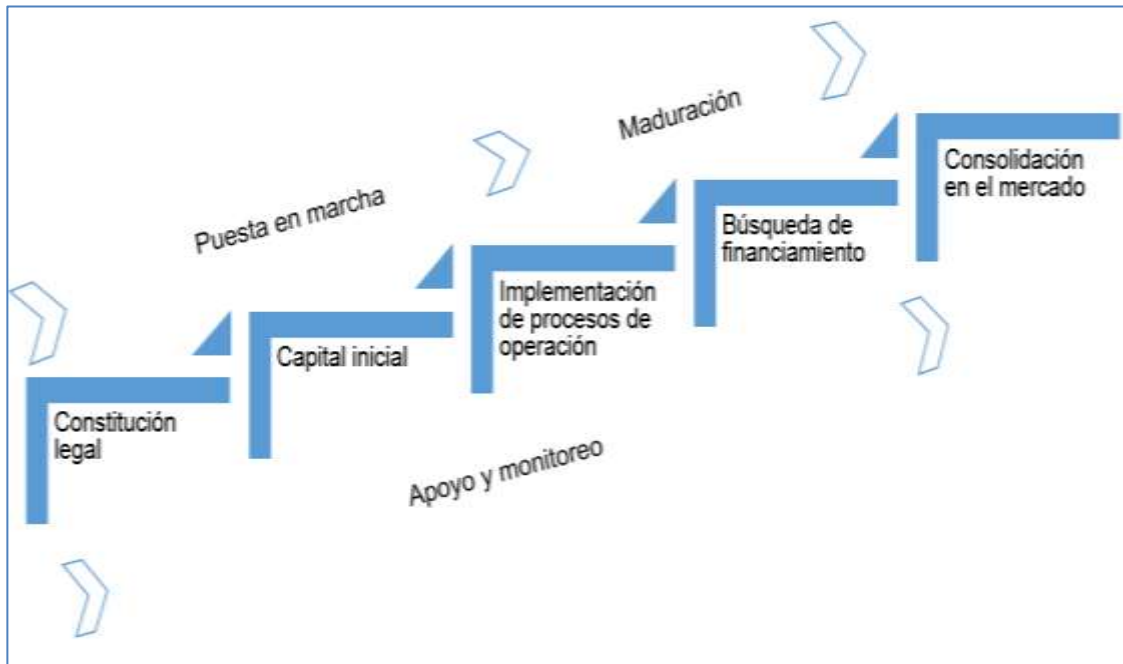 Maduración
Puesta en marcha
Constitución
legal
Capital inicial
Implementación
de procesos de
operación
Búsqueda de
financiamiento
Consolidación
en el mercado
Apoyo y monitoreo